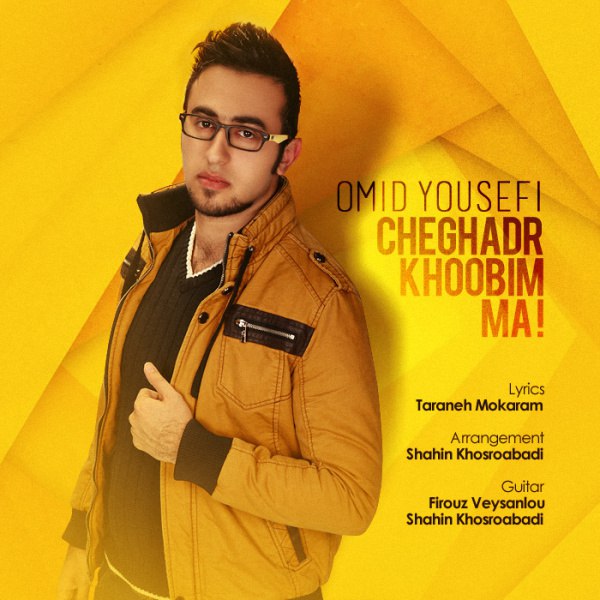 OMID YOUSEFI
CHEGHADR
KHOOBIM
MA!
Lyrics
Taraneh Mokaram
Arrangement
Shahin Khosroabadi
Guitar
Firouz Veysanlou
Shahin Khosroabadi